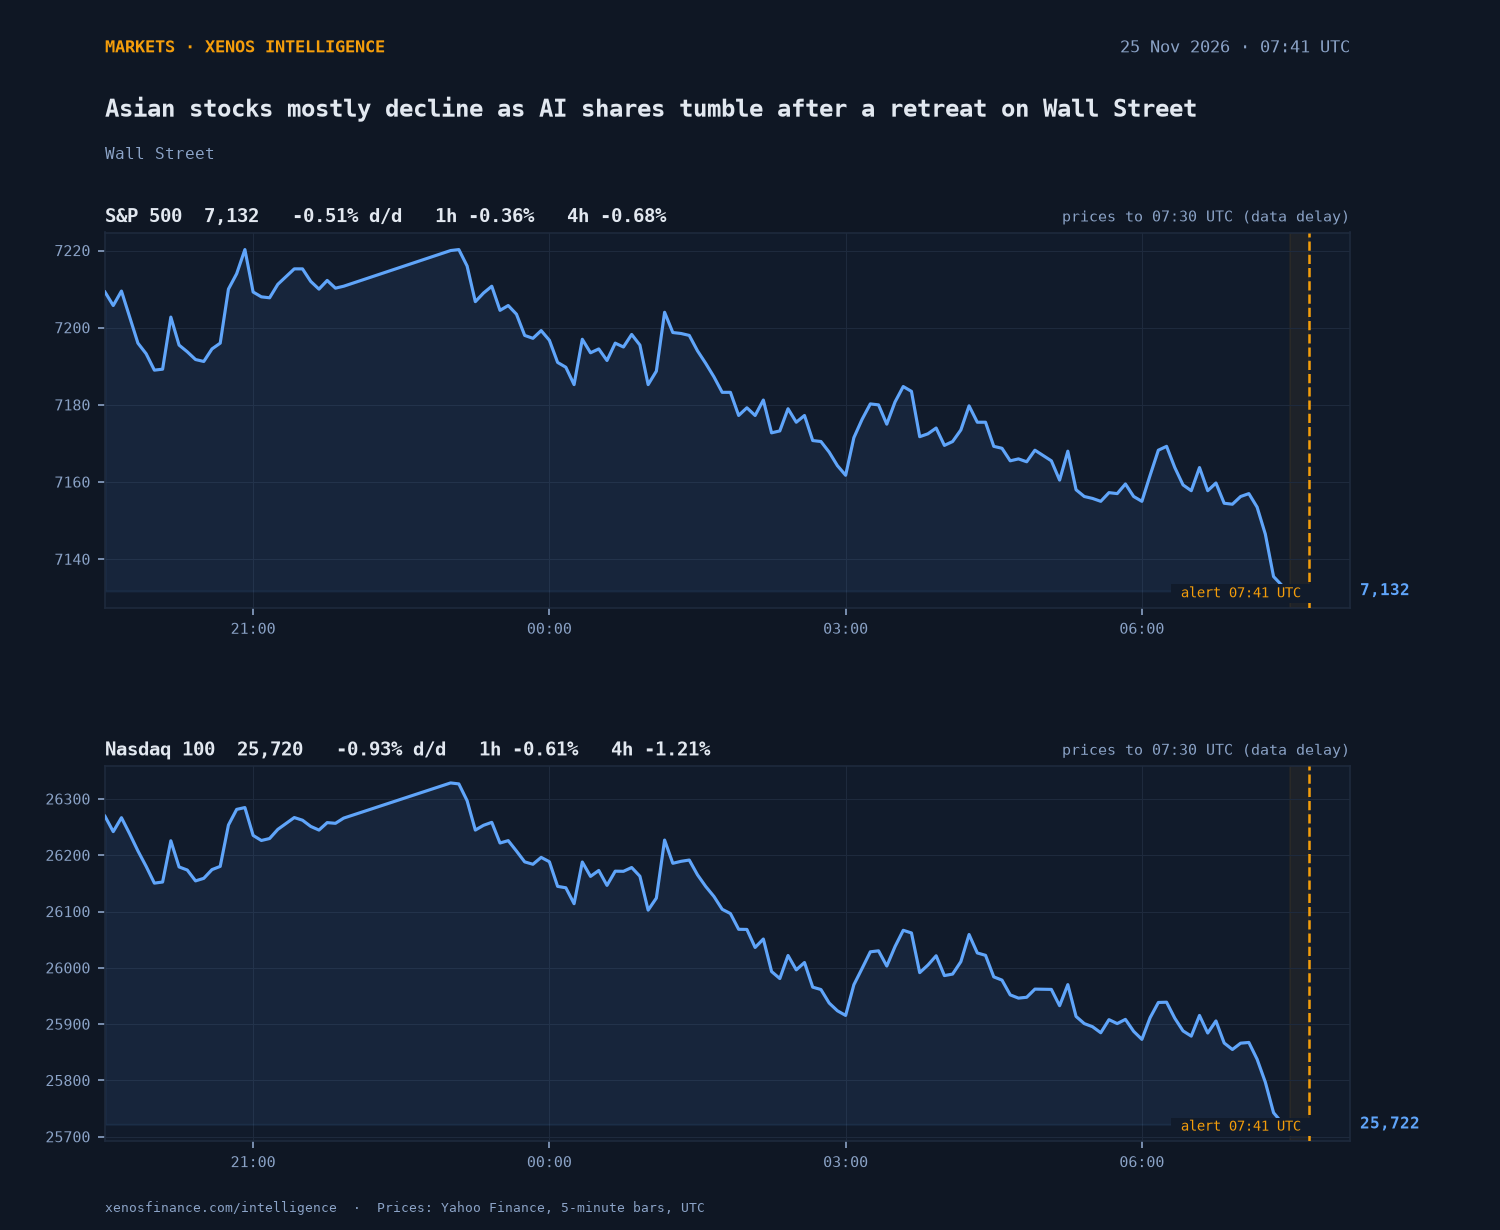 MARKETS · XENOS INTELLIGENCE
25 Nov 2026 · 07:41 UTC
Asian stocks mostly decline as AI shares tumble after a retreat on Wall Street
Wall Street
S&P 500  7,132   -0.51% d/d   1h -0.36%   4h -0.68%
prices to 07:30 UTC (data delay)
7220
7200
7180
7160
7140
alert 07:41 UTC
7,132
21:00
00:00
03:00
06:00
Nasdaq 100  25,720   -0.93% d/d   1h -0.61%   4h -1.21%
prices to 07:30 UTC (data delay)
26300
26200
26100
26000
25900
25800
25700
alert 07:41 UTC
25,722
21:00
00:00
03:00
06:00
xenosfinance.com/intelligence  ·  Prices: Yahoo Finance, 5-minute bars, UTC